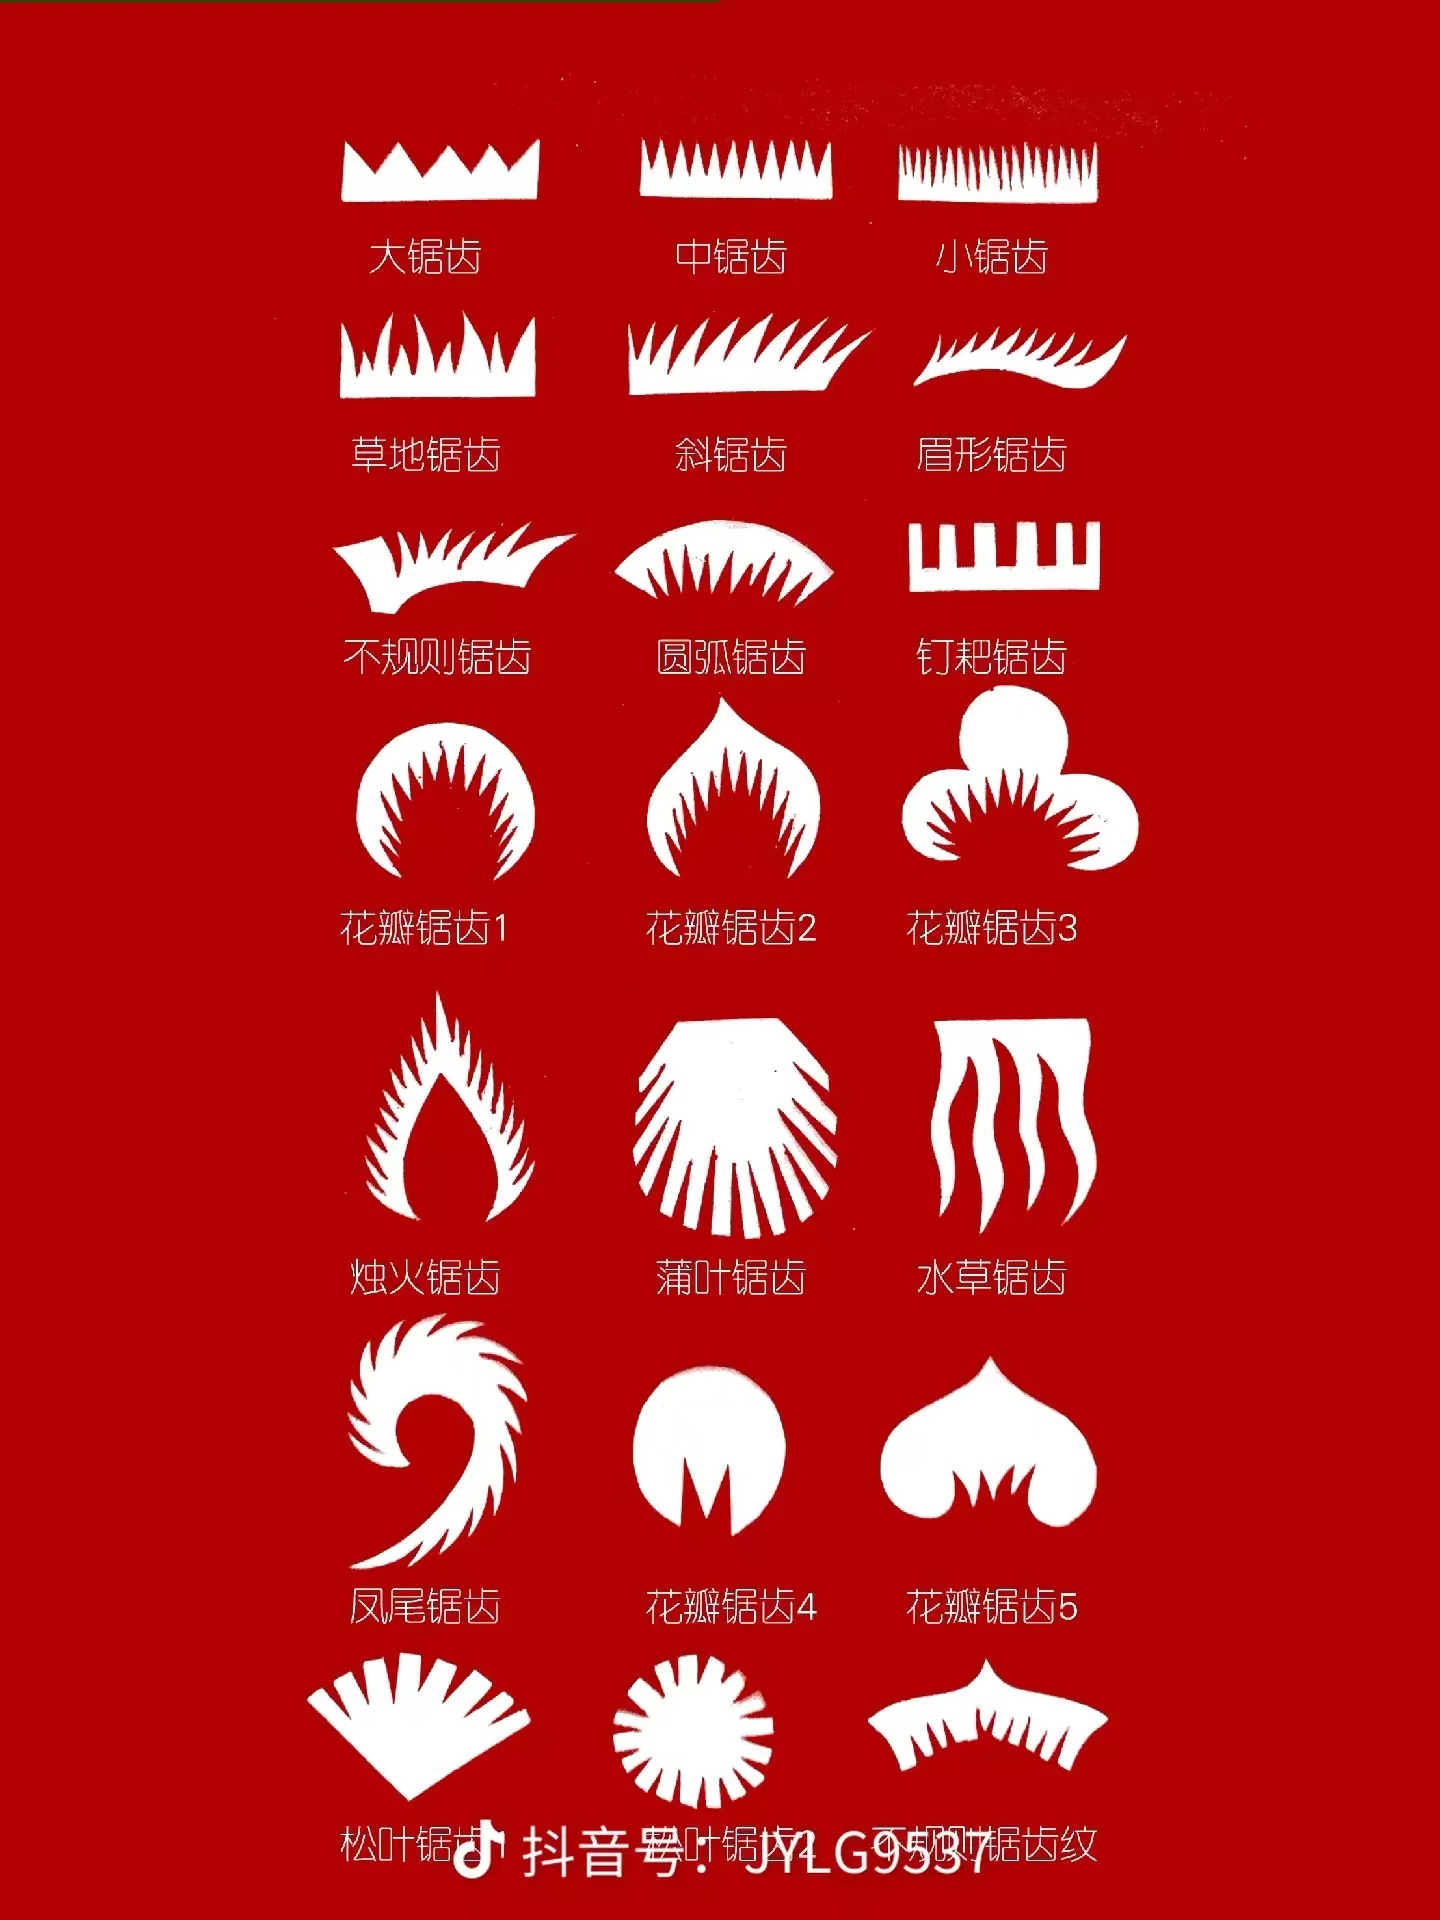 大锯齿 中锯齿 小锯齿
草地锯齿 斜锯齿 眉形锯齿
不规则锯齿 圆弧锯齿 钉耙锯齿
花瓣锯齿1 花瓣锯齿2 花瓣锯齿3
烛火锯齿 蒲叶锯齿 水草锯齿
凤尾锯齿 花瓣锯齿4 花瓣锯齿5
松叶锯齿1 松叶锯齿2 不规则锯齿纹
抖音号：JYLG9537